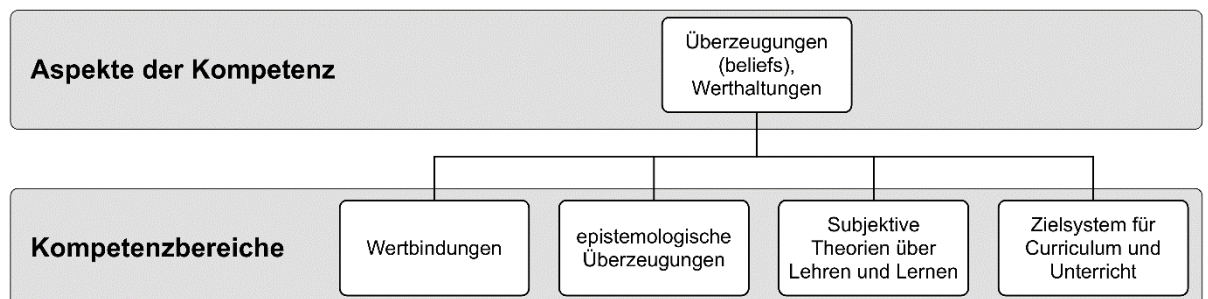 Aspekte der Kompetenz
Überzeugungen
(beliefs),
Werthaltungen
Kompetenzbereiche
Wertbindungen
epistemologische
Überzeugungen
Subjektive
Theorien über
Lehren und Lernen
Zielsystem für
Curriculum und
Unterricht